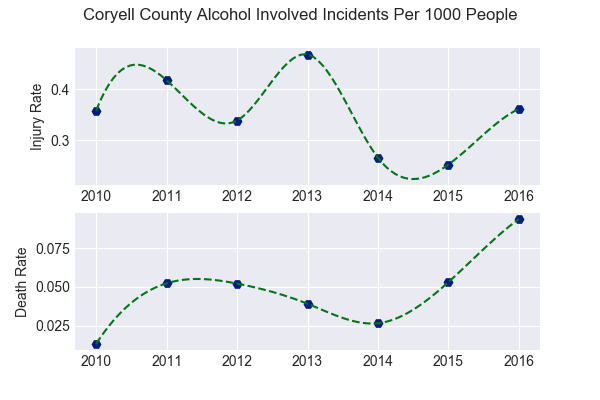 Coryell County Alcohol Involved Incidents Per 1000 People
Injury Rate
0.4
0.3
2010 2011 2012 2013 2014 2015 2016
Death Rate
0.075
0.050
0.025
2010 2011 2012 2013 2014 2015 2016